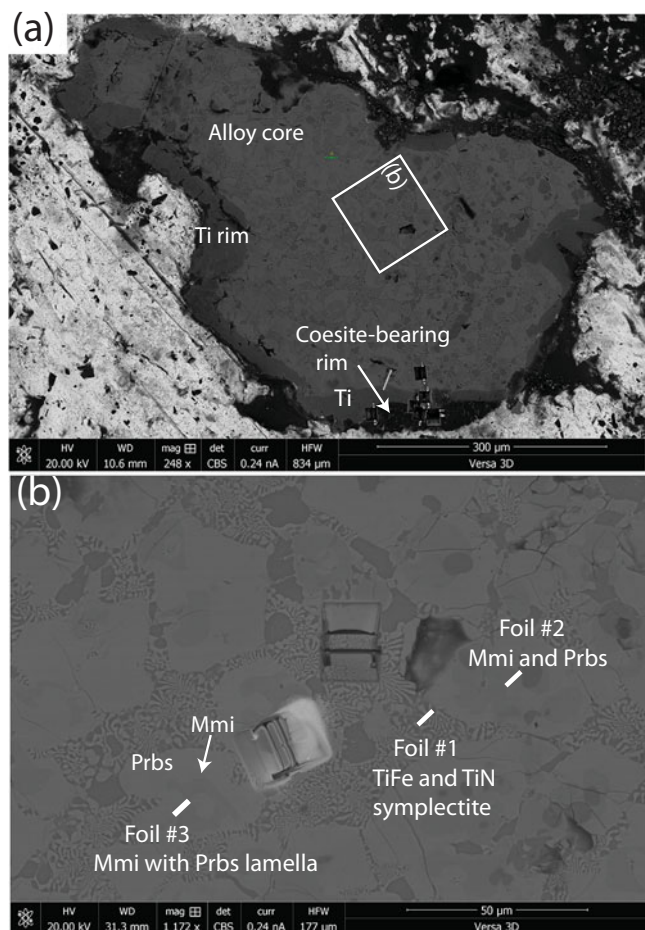 (a)
Alloy core
(b)
Ti rim
Coesite-bearing
rim
Ti
HV WD mag det curr HFW 300 µm
20.00 kV 10.6 mm 248 x CBS 0.24 nA 834 µm Versa 3D
(b)
Foil #2
Mmi and Prbs
Mmi
Prbs
Foil #1
TiFe and TiN
symplectite
Foil #3
Mmi with Prbs lamella
HV WD mag det curr HFW 50 µm
20.00 kV 31.3 mm 1 172 x CBS 0.24 nA 177 µm Versa 3D